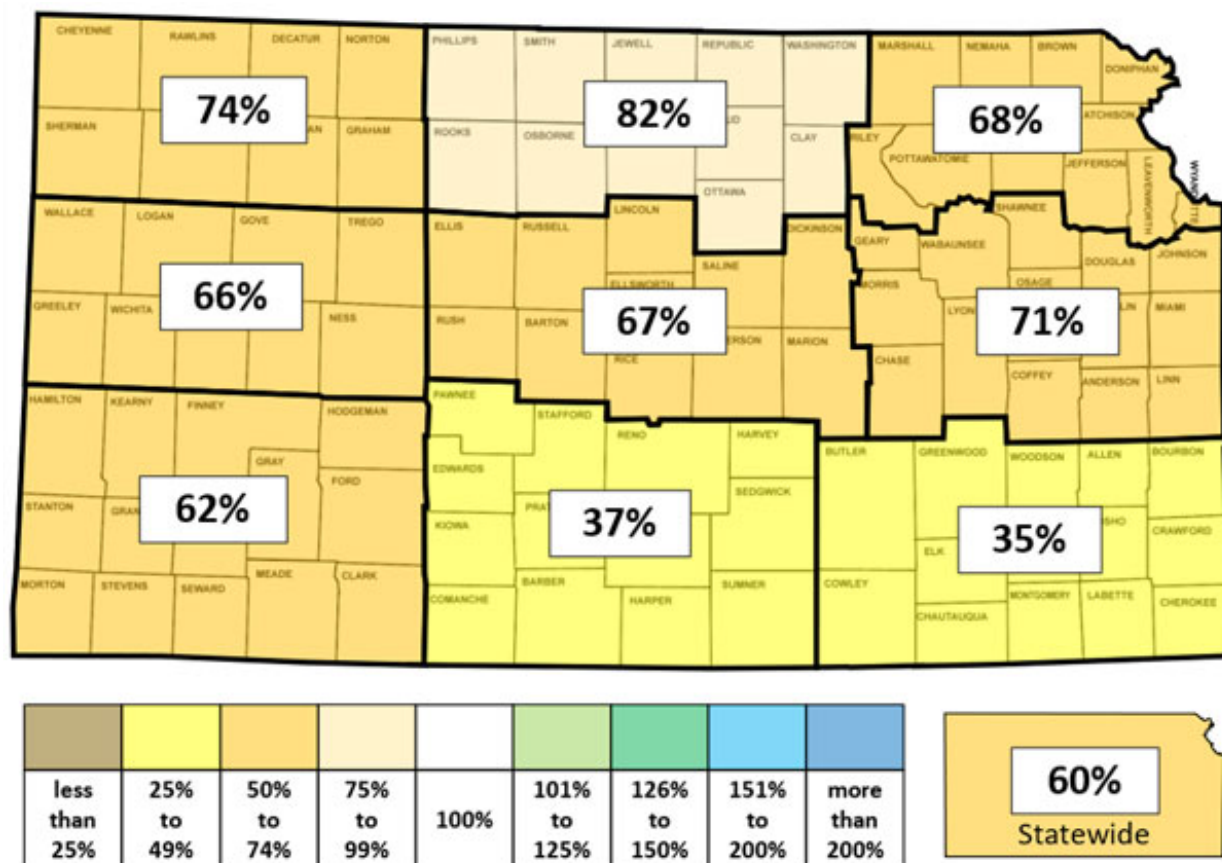 CHEYENNE RAWLINS DECATUR NORTON
PHILLIPS SMITH JEWELL REPUBLIC WASHINGTON
MARSHALL NEMAHA BROWN
DONIPHAN
74%
82%
68%
SHERMAN GRAHAM
ROOKS OSBORNE CLAY
RILEY ATCHISON
POTTAWATOMIE JEFFERSON LEAVENWORTH WYANDOTTE
OTTAWA
WALLACE LOGAN GOVE TREGO
ELLIS RUSSELL LINCOLN DICKINSON
SHAWNEE
GEARY WABAUNSEE DOUGLAS JOHNSON
SALINE
ELLSWORTH
MORRIS OSAGE
66%
67%
71%
GREELEY WICHITA NESS
RUSH BARTON ERSON MARION
LYON LIN MIAMI
RICE
CHASE COFFEY ANDERSON LINN
HAMILTON KEARNY FINNEY HODGEMAN
PAWNEE STAFFORD RENO HARVEY
BUTLER GREENWOOD WOODSON ALLEN BOURBON
GRAY FORD
EDWARDS SEDGWICK
STANTON GRAN
62%
KIOWA PRAT
37%
ELK
35%
SHO CRAWFORD
MORTON STEVENS SEWARD MEADE CLARK
COMANCHE BARBER HARPER SUMNER
COWLEY CHAUTAUQUA MONTGOMERY LABETTE CHEROKEE
less than 25%
25% to 49%
50% to 74%
75% to 99%
100%
101% to 125%
126% to 150%
151% to 200%
more than 200%
60%
Statewide